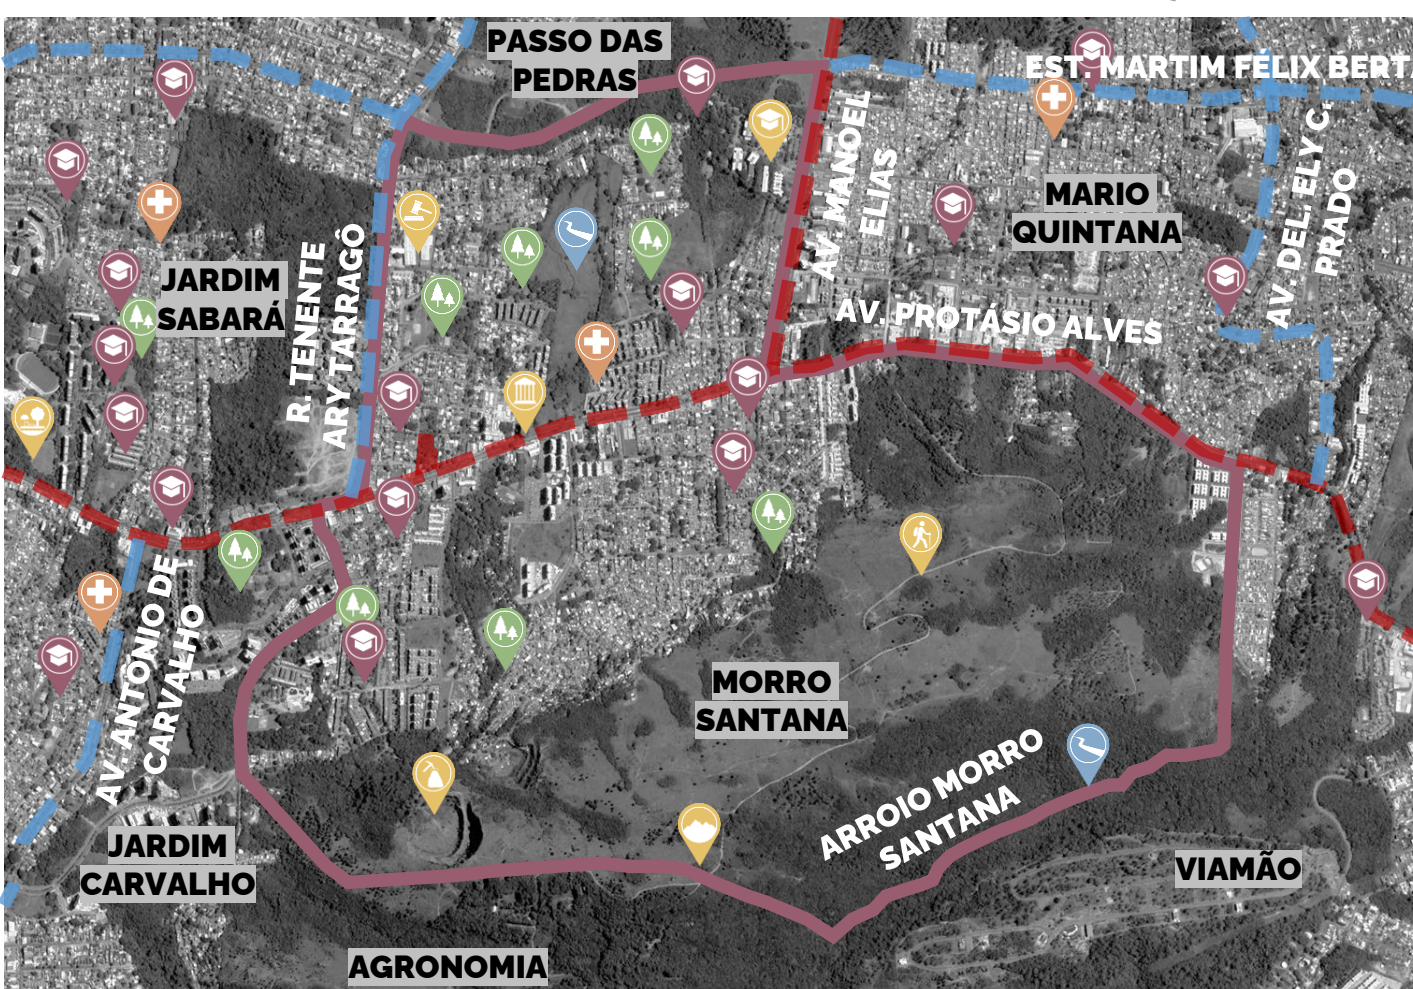 PASSO DAS
PEDRAS
EST. MARTIM FÉLIX BERTA
AV. MANOEL
ELIAS
MARIO
QUINTANA
AV. DEL. ELY C.
PRADO
JARDIM
SABARÁ
R. TENENTE
ARY TARRAGÔ
AV. PROTÁSIO ALVES
AV. ANTÔNIO DE
CARVALHO
MORRO
SANTANA
ARROIO MORRO
SANTANA
JARDIM
CARVALHO
VIAMÃO
AGRONOMIA